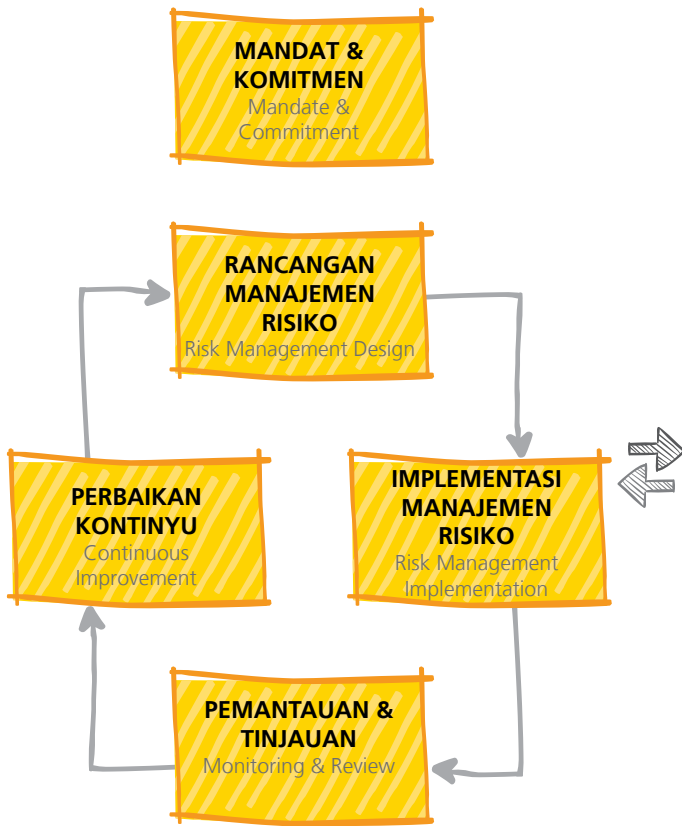 MANDAT &
KOMITMEN
Mandate &
Commitment
RANCANGAN
MANAJEMEN
RISIKO
Risk Management Design
PERBAIKAN
KONTINYU
Continuous
Improvement
IMPLEMENTASI
MANAJEMEN
RISIKO
Risk Management
Implementation
PEMANTAUAN &
TINJAUAN
Monitoring & Review